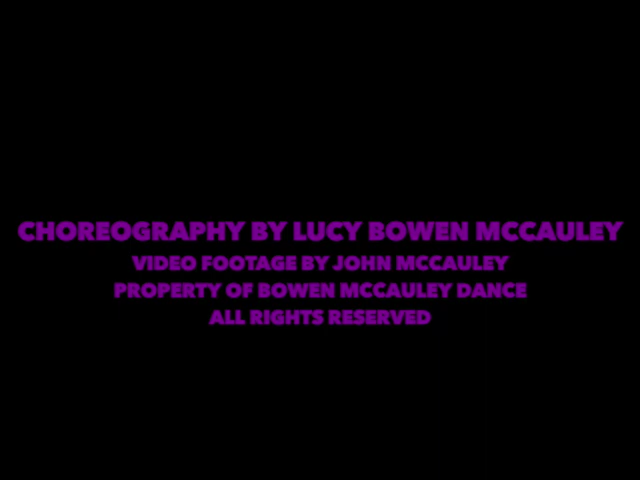 CHOREOGRAPHY BY LUCY BOWEN MCCAULEY
VIDEO FOOTAGE BY JOHN MCCAULEY
PROPERTY OF BOWEN MCCAULEY DANCE
ALL RIGHTS RESERVED